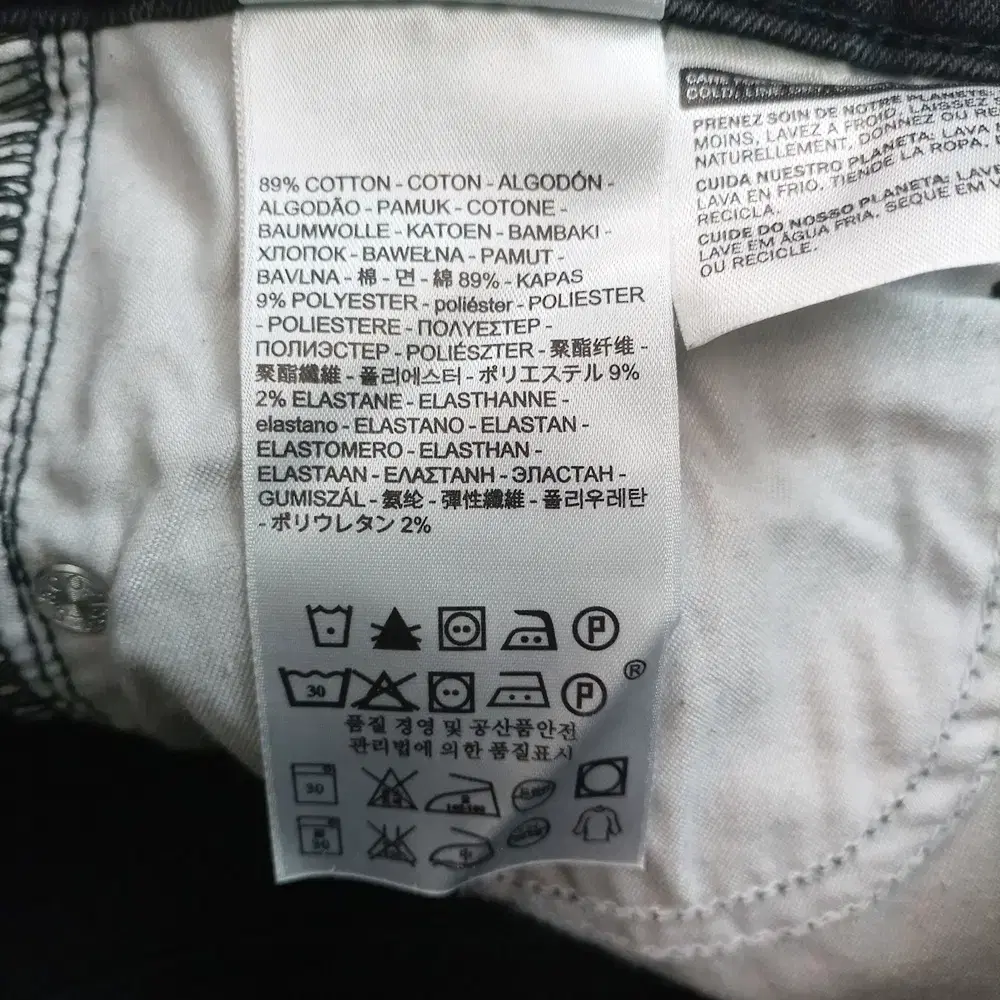 89% COTTON - COTON - ALGODÓN -
ALGODÃO - PAMUK - COTONE -
BAUMWOLLE - KATOEN - BAMBAKI -
ХЛОПОК - BAWEŁNA - PAMUT -
BAVLNA - 棉 - 면 - 綿 89% - KAPAS
9% POLYESTER - poliéster - POLIESTER
- POLIESTERE - ΠΟΛΥΕΣΤΕΡ -
ПОЛИЭСТЕР - POLIÉSZTER - 聚酯纤维 -
聚酯纖維 - 폴리에스터 - ポリエステル 9%
2% ELASTANE - ELASTHANNE -
elastano - ELASTANO - ELASTAN -
ELASTOMERO - ELASTHAN -
ELASTAAN - ΕΛΑΣΤΑΝΗ - ЭЛАСТАН -
GUMISZÁL - 氨纶 - 彈性纖維 - 폴리우레탄
- ポリウレタン 2%
P
®
30 P
품질 경영 및 공산품안전
관리법에 의한 품질표시
30
30 中
COLD, LINE
PRENEZ SOIN DE NOTRE PLANETE:
MOINS, LAVEZ A FROID, LAISSEZ
NATURELLEMENT, DONNEZ OU
CUIDA NUESTRO PLANETA: LAVA
LAVA EN FRIO, TIENDE LA ROPA,
RECICLA.
CUIDE DO NOSSO PLANETA: LAVE
LAVE EM ÁGUA FRIA, SEQUE EM
OU RECICLE.